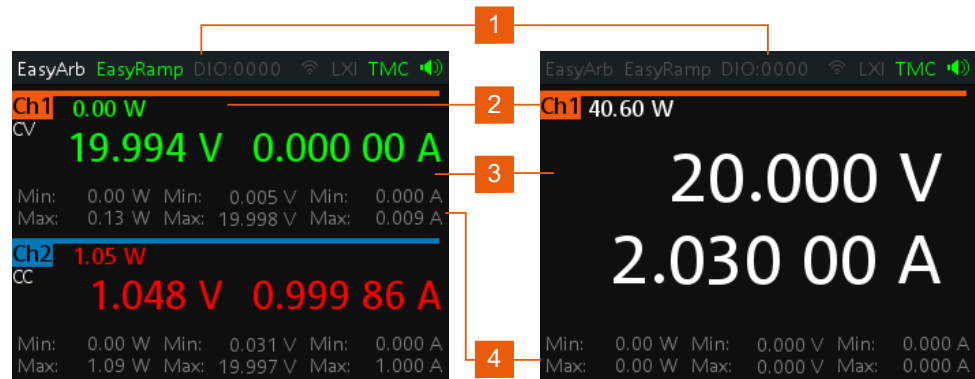 1
EasyArb EasyRamp DIO:0000 LXI TMC
Ch1 0.00 W
CV
19.994 V 0.000 00 A
Min: 0.00 W Min: 0.005 V Min: 0.000 A
Max: 0.13 W Max: 19.998 V Max: 0.009 A
Ch2 1.05 W
CC
1.048 V 0.999 86 A
Min: 0.00 W Min: 0.031 V Min: 0.000 A
Max: 1.09 W Max: 19.997 V Max: 1.000 A
2
3
4
EasyArb EasyRamp DIO:0000 LXI TMC
Ch1 40.60 W
20.000 V
2.030 00 A
Min: 0.00 W Min: 0.000 V Min: 0.000 A
Max: 0.00 W Max: 0.000 V Max: 0.000 A